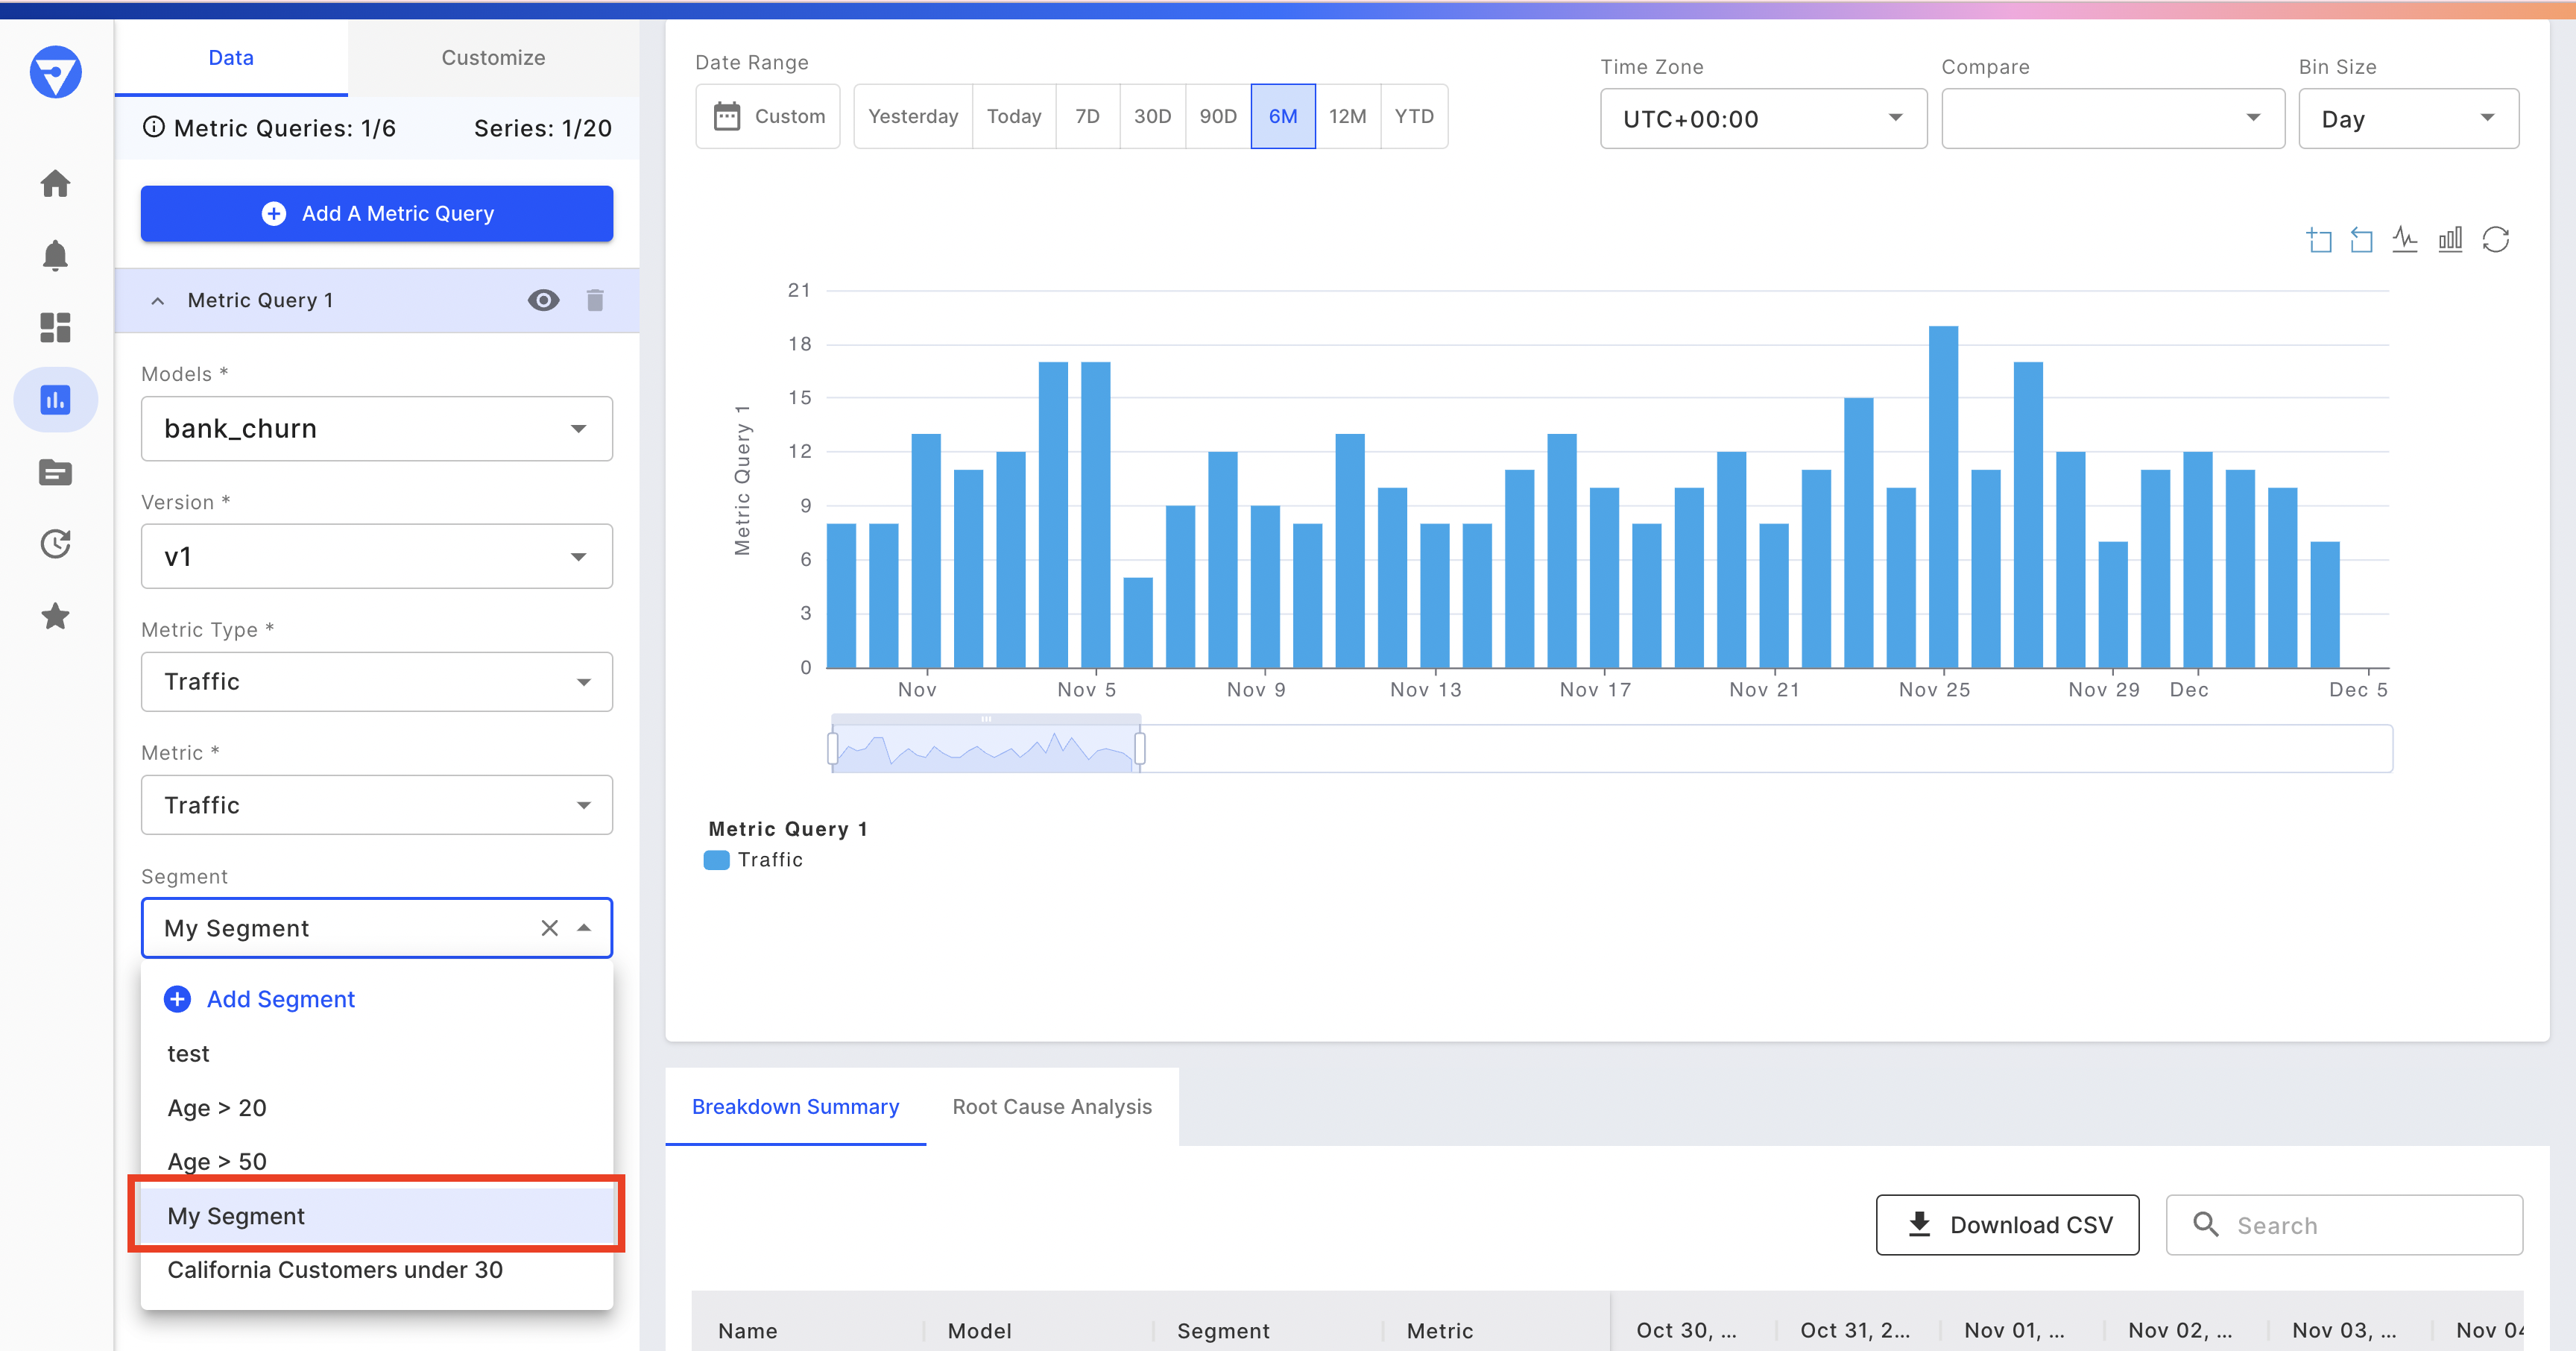 Data
Customize
Metric Queries: 1/6
Series: 1/20
Add A Metric Query
Metric Query 1
Models *
bank_churn
Version *
v1
Metric Type *
Traffic
Metric *
Traffic
Segment
My Segment
Add Segment
test
Age > 20
Age > 50
My Segment
California Customers under 30
Date Range
Custom
Yesterday
Today
7D
30D
90D
6M
12M
YTD
Time Zone
UTC+00:00
Compare
Bin Size
Day
Metric Query 1
21
18
15
12
9
6
3
0
Nov
Nov 5
Nov 9
Nov 13
Nov 17
Nov 21
Nov 25
Nov 29
Dec
Dec 5
Metric Query 1
Traffic
Breakdown Summary
Root Cause Analysis
Download CSV
Search
Name
Model
Segment
Metric
Oct 30, ...
Oct 31, 2...
Nov 01, ...
Nov 02, ...
Nov 03, ...
Nov 04